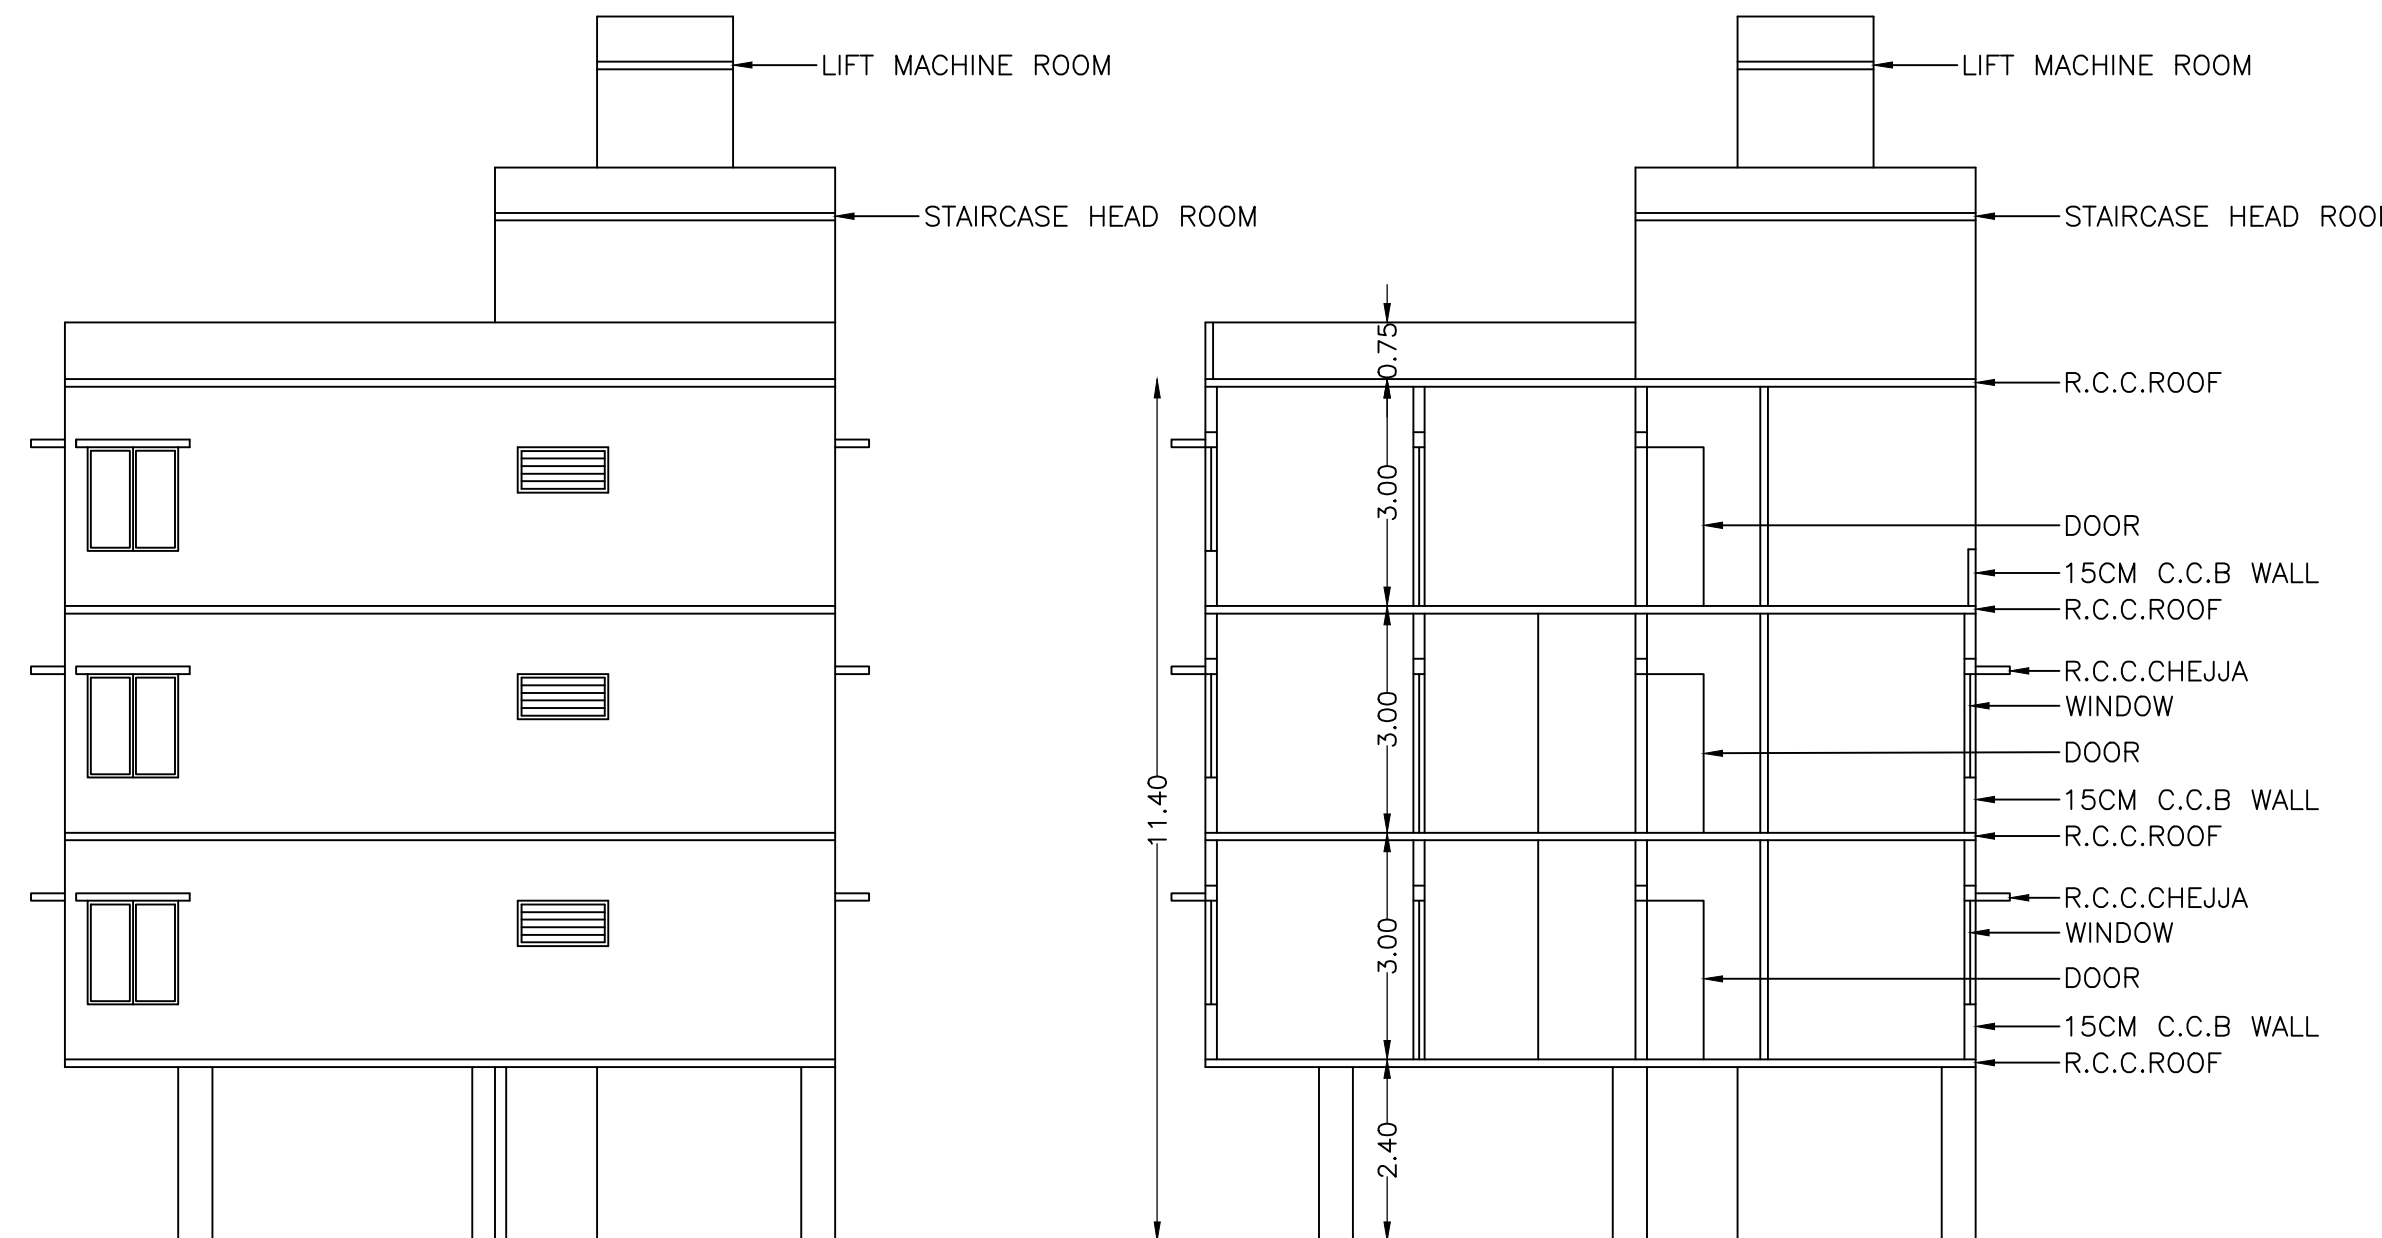 LIFT MACHINE ROOM
LIFT MACHINE ROOM
STAIRCASE HEAD ROOM
STAIRCASE HEAD
0.75
R.C.C.ROOF
3.00
DOOR
15CM C.C.B WALL
R.C.C.ROOF
R.C.C.CHEJJA
3.00
WINDOW
DOOR
11.40
15CM C.C.B WALL
R.C.C.ROOF
R.C.C.CHEJJA
3.00
WINDOW
DOOR
15CM C.C.B WALL
R.C.C.ROOF
2.40